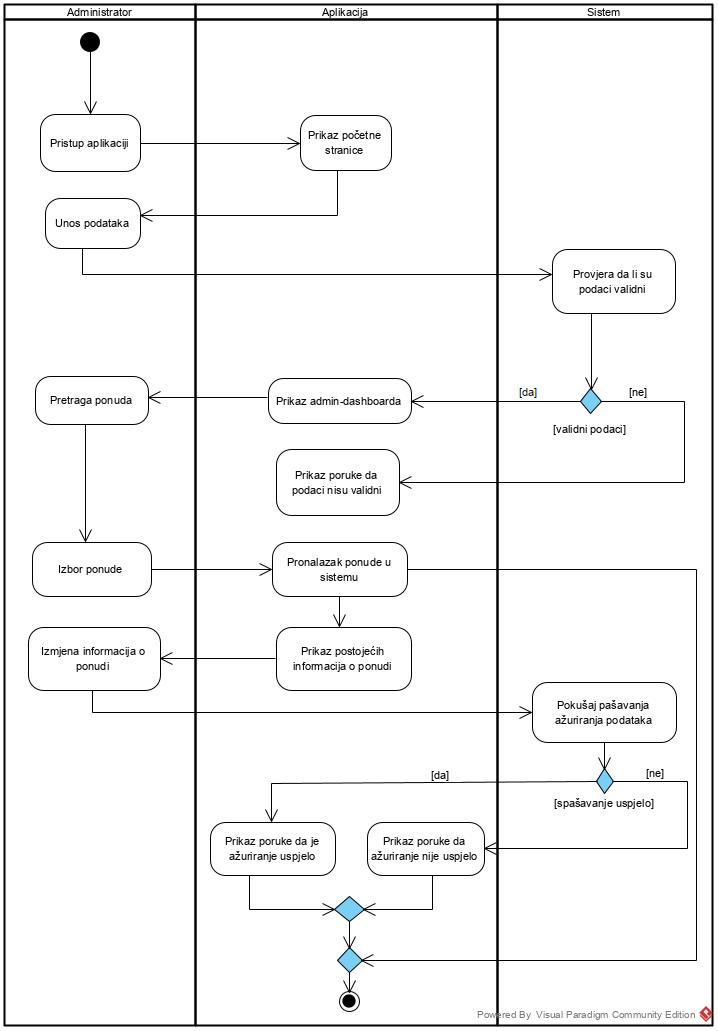 Administrator
Aplikacija
Sistem
Pristup aplikaciji
Prikaz početne
stranice
Unos podataka
Provjera da li su
podaci validni
Pretraga ponuda
Prikaz admin-dashboarda
[da]
[ne]
[validni podaci]
Prikaz poruke da
podaci nisu validni
Izbor ponude
Pronalazak ponude u
sistemu
Izmjena informacija o
ponudi
Prikaz postojećih
informacija o ponudi
Pokušaj pašavanja
ažuriranja podataka
[da]
[ne]
[spašavanje uspjelo]
Prikaz poruke da je
ažuriranje uspjelo
Prikaz poruke da
ažuriranje nije uspjelo
Powered By Visual Paradigm Community Edition